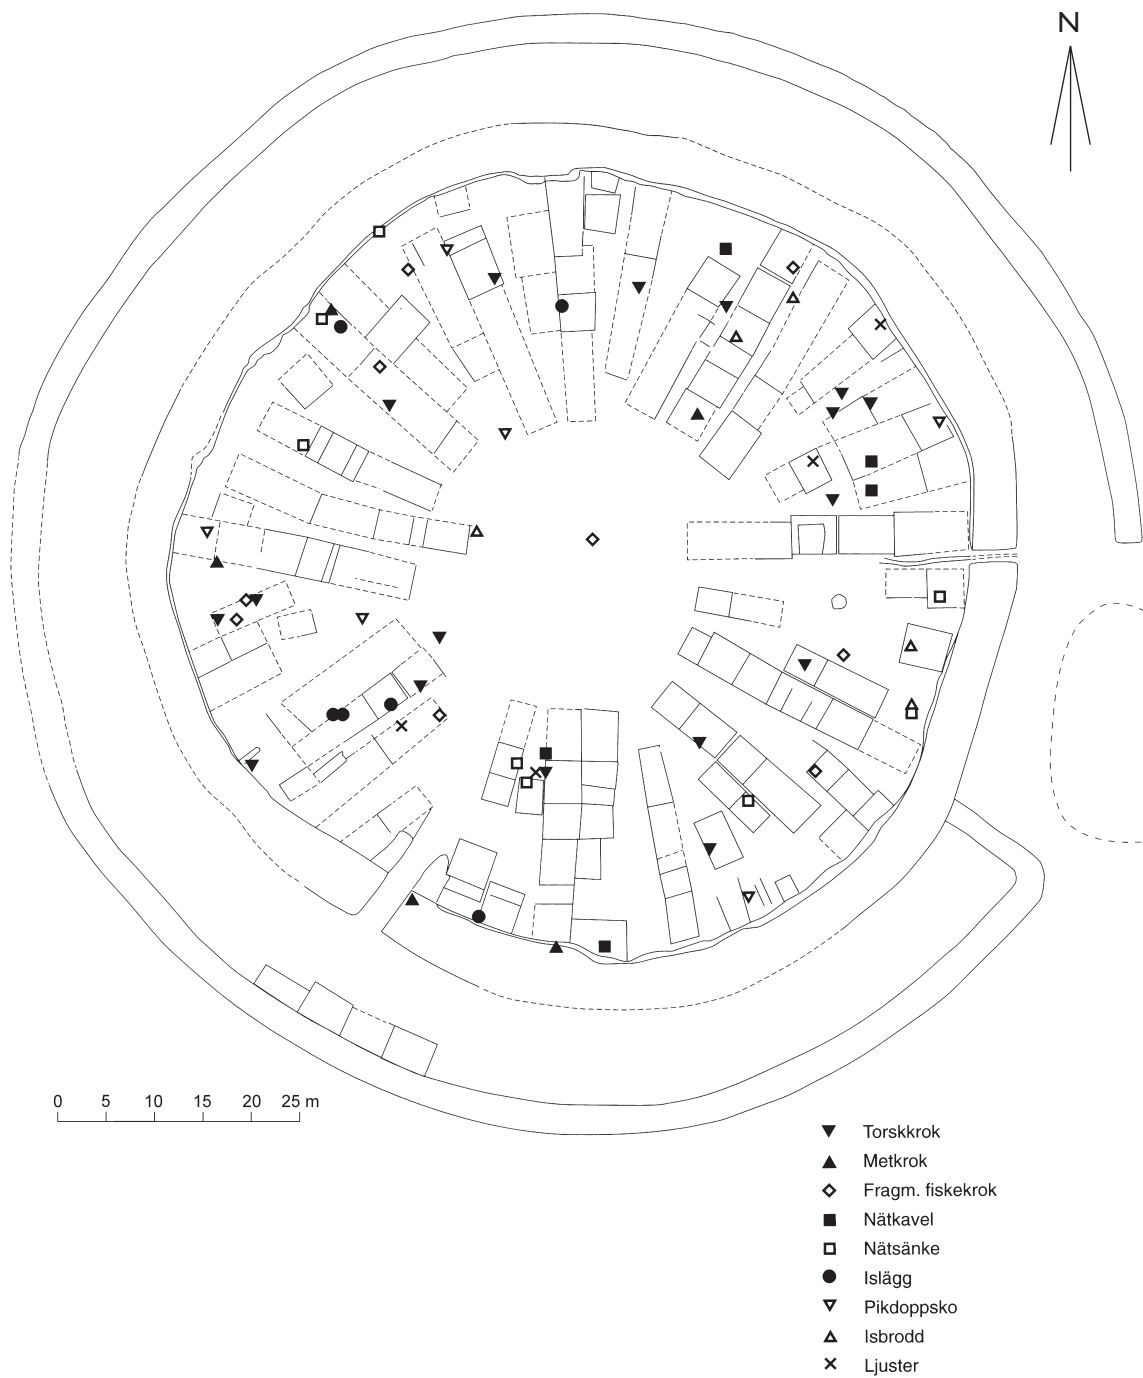 N
0 5 10 15 20 25 m
Torskkrok
Metkrok
Fragm. fiskekrok
Nätkavel
Nätsänke
Islägg
Pikdoppsko
Isbrodd
Ljuster